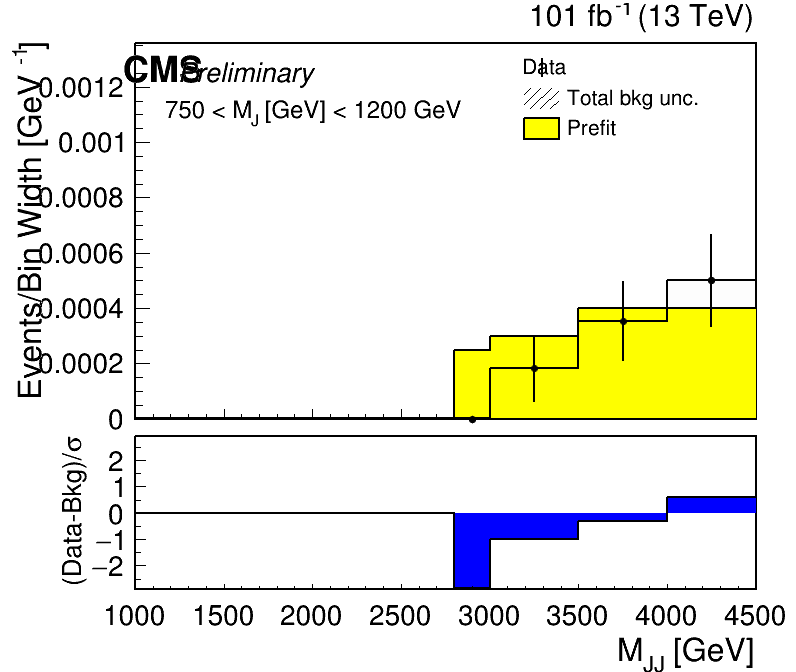 101 fb⁻¹ (13 TeV)
CMS Preliminary
750 < M_J [GeV] < 1200 GeV
Data
Total bkg unc.
Prefit
Events/Bin Width [GeV⁻¹]
0.0012
0.001
0.0008
0.0006
0.0004
0.0002
0
(Data-Bkg)/σ
2
1
0
−1
−2
1000 1500 2000 2500 3000 3500 4000 4500
M_JJ [GeV]